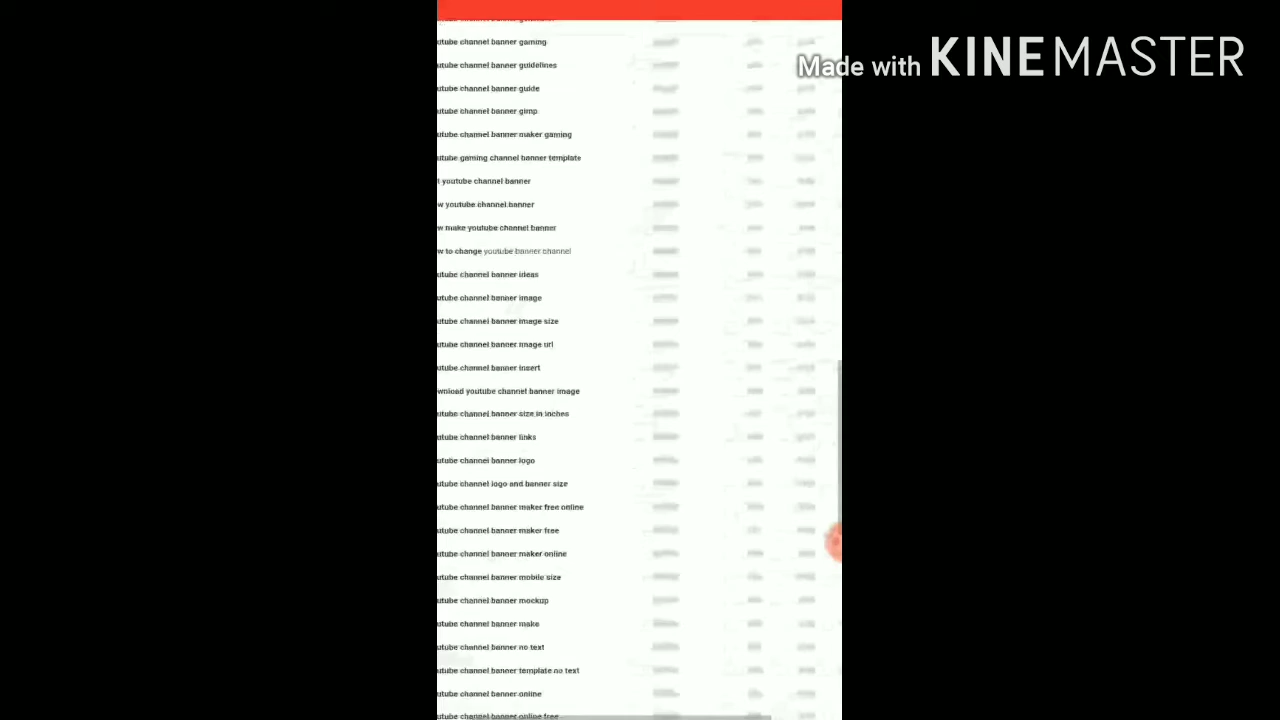 utube channel banner gaming
Made with KINEMASTER
utube channel banner guidelines
utube channel banner guide
utube channel banner gimp
utube channel banner maker gaming
utube gaming channel banner template
t youtube channel banner
w youtube channel banner
w make youtube channel banner
w to change youtube banner channel
utube channel banner ideas
utube channel banner image
utube channel banner image size
utube channel banner image url
utube channel banner insert
wnload youtube channel banner image
utube channel banner size in inches
utube channel banner links
utube channel banner logo
utube channel logo and banner size
utube channel banner maker free online
utube channel banner maker free
utube channel banner maker online
utube channel banner mobile size
utube channel banner mockup
utube channel banner make
utube channel banner no text
utube channel banner template no text
utube channel banner online
utube channel banner online free